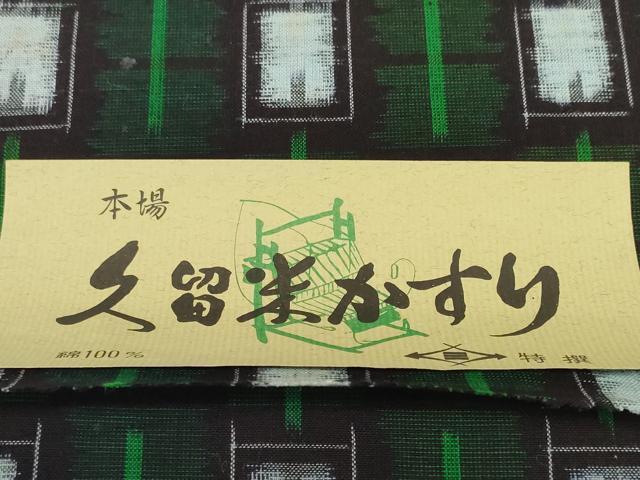 本場
久留米かすり
綿100%
特撰